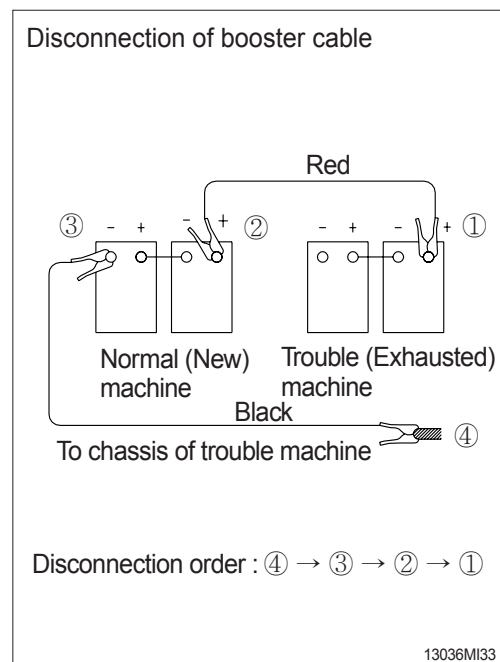 Disconnection of booster cable
Red
③ - + - + ② - + - + ①
Normal (New)
machine
Trouble (Exhausted)
machine
Black
To chassis of trouble machine ④
Disconnection order : ④ → ③ → ② → ①
13036MI33